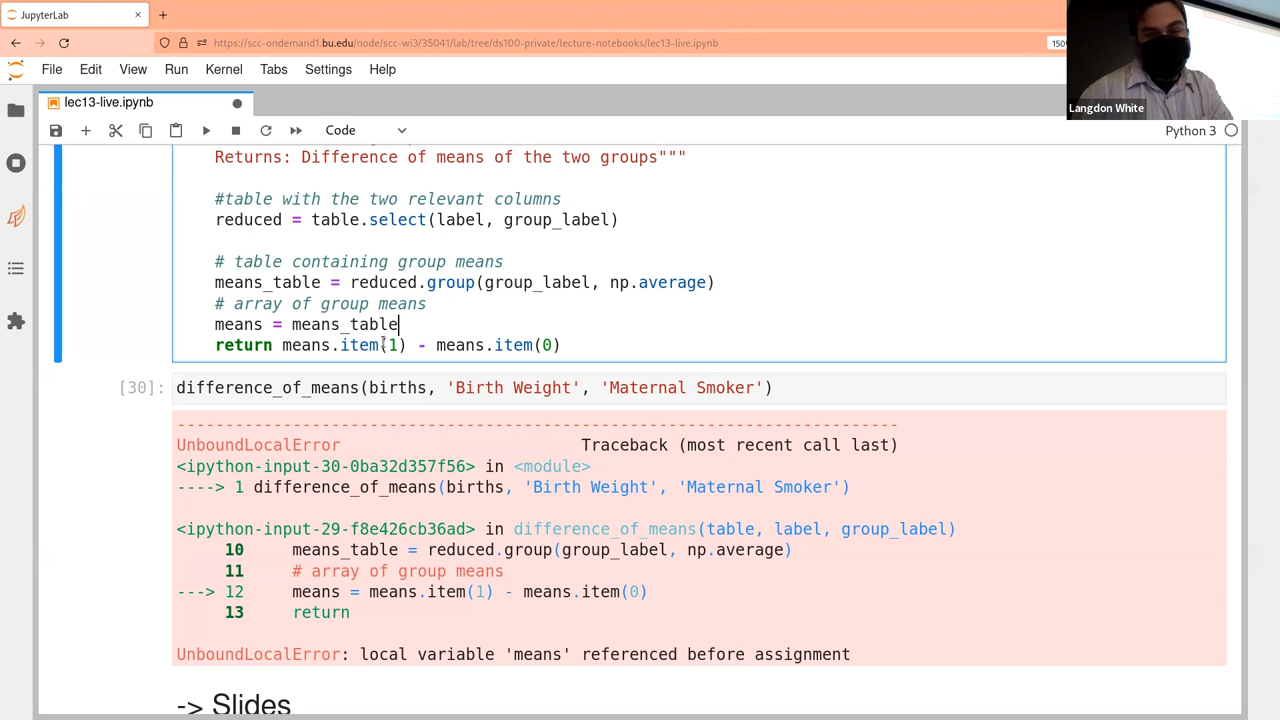 JupyterLab
https://scc-ondemand1.bu.edu/node/scc-wi3/35041/lab/tree/ds100-private/lecture-notebooks/lec13-live.ipynb
150
File Edit View Run Kernel Tabs Settings Help
Langdon White
lec13-live.ipynb
Code
Python 3
Returns: Difference of means of the two groups"""
#table with the two relevant columns
reduced = table.select(label, group_label)
# table containing group means
means_table = reduced.group(group_label, np.average)
# array of group means
means = means_table
return means.item(1) - means.item(0)
[30]: difference_of_means(births, 'Birth Weight', 'Maternal Smoker')
---------------------------------------------------------------------------
UnboundLocalError Traceback (most recent call last)
<ipython-input-30-0ba32d357f56> in <module>
----> 1 difference_of_means(births, 'Birth Weight', 'Maternal Smoker')
<ipython-input-29-f8e426cb36ad> in difference_of_means(table, label, group_label)
10 means_table = reduced.group(group_label, np.average)
11 # array of group means
---> 12 means = means.item(1) - means.item(0)
13 return
UnboundLocalError: local variable 'means' referenced before assignment
-> Slides